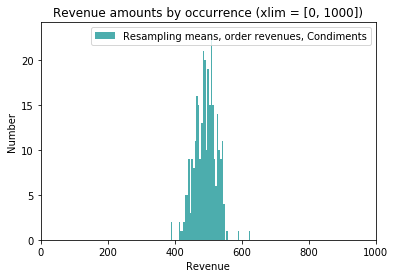 Revenue amounts by occurrence (xlim = [0, 1000])
Resampling means, order revenues, Condiments
20
15
10
5
0
Number
0 200 400 600 800 1000
Revenue